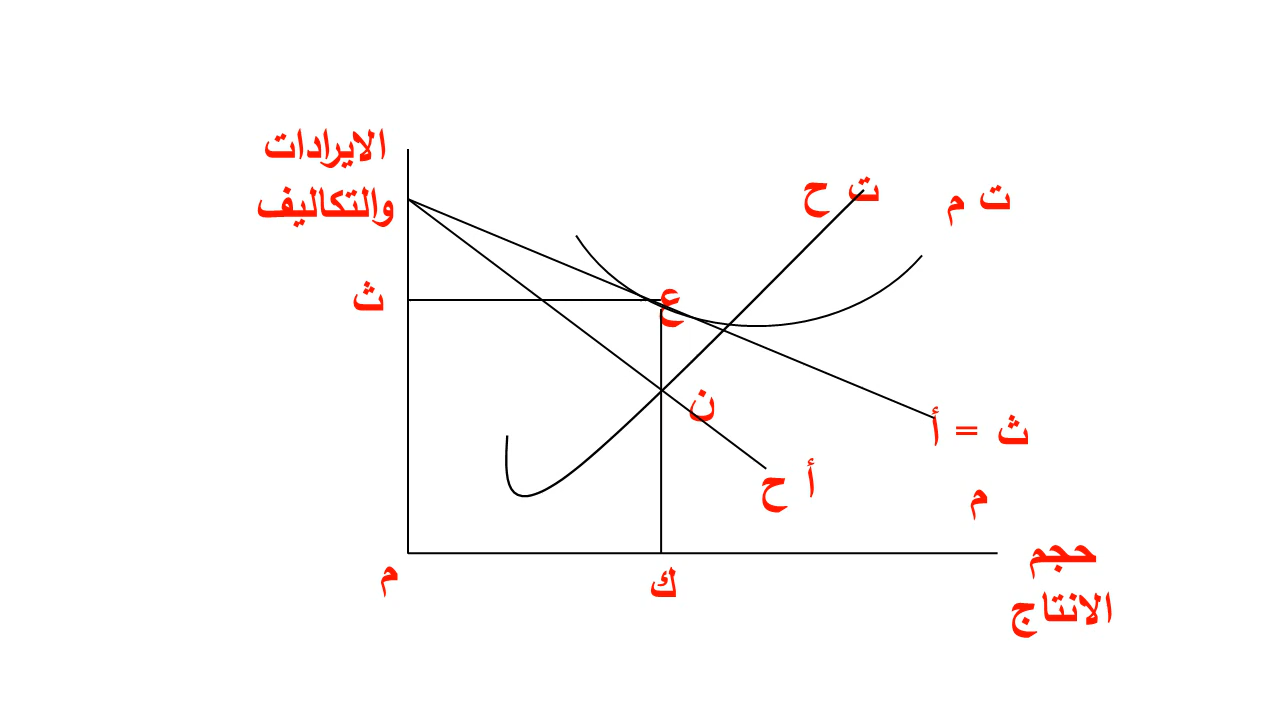 الايرادات
والتكاليف
ت ح
ت م
ث
ع
ن
ث = أ
م
أ ح
حجم
الانتاج
م
ك